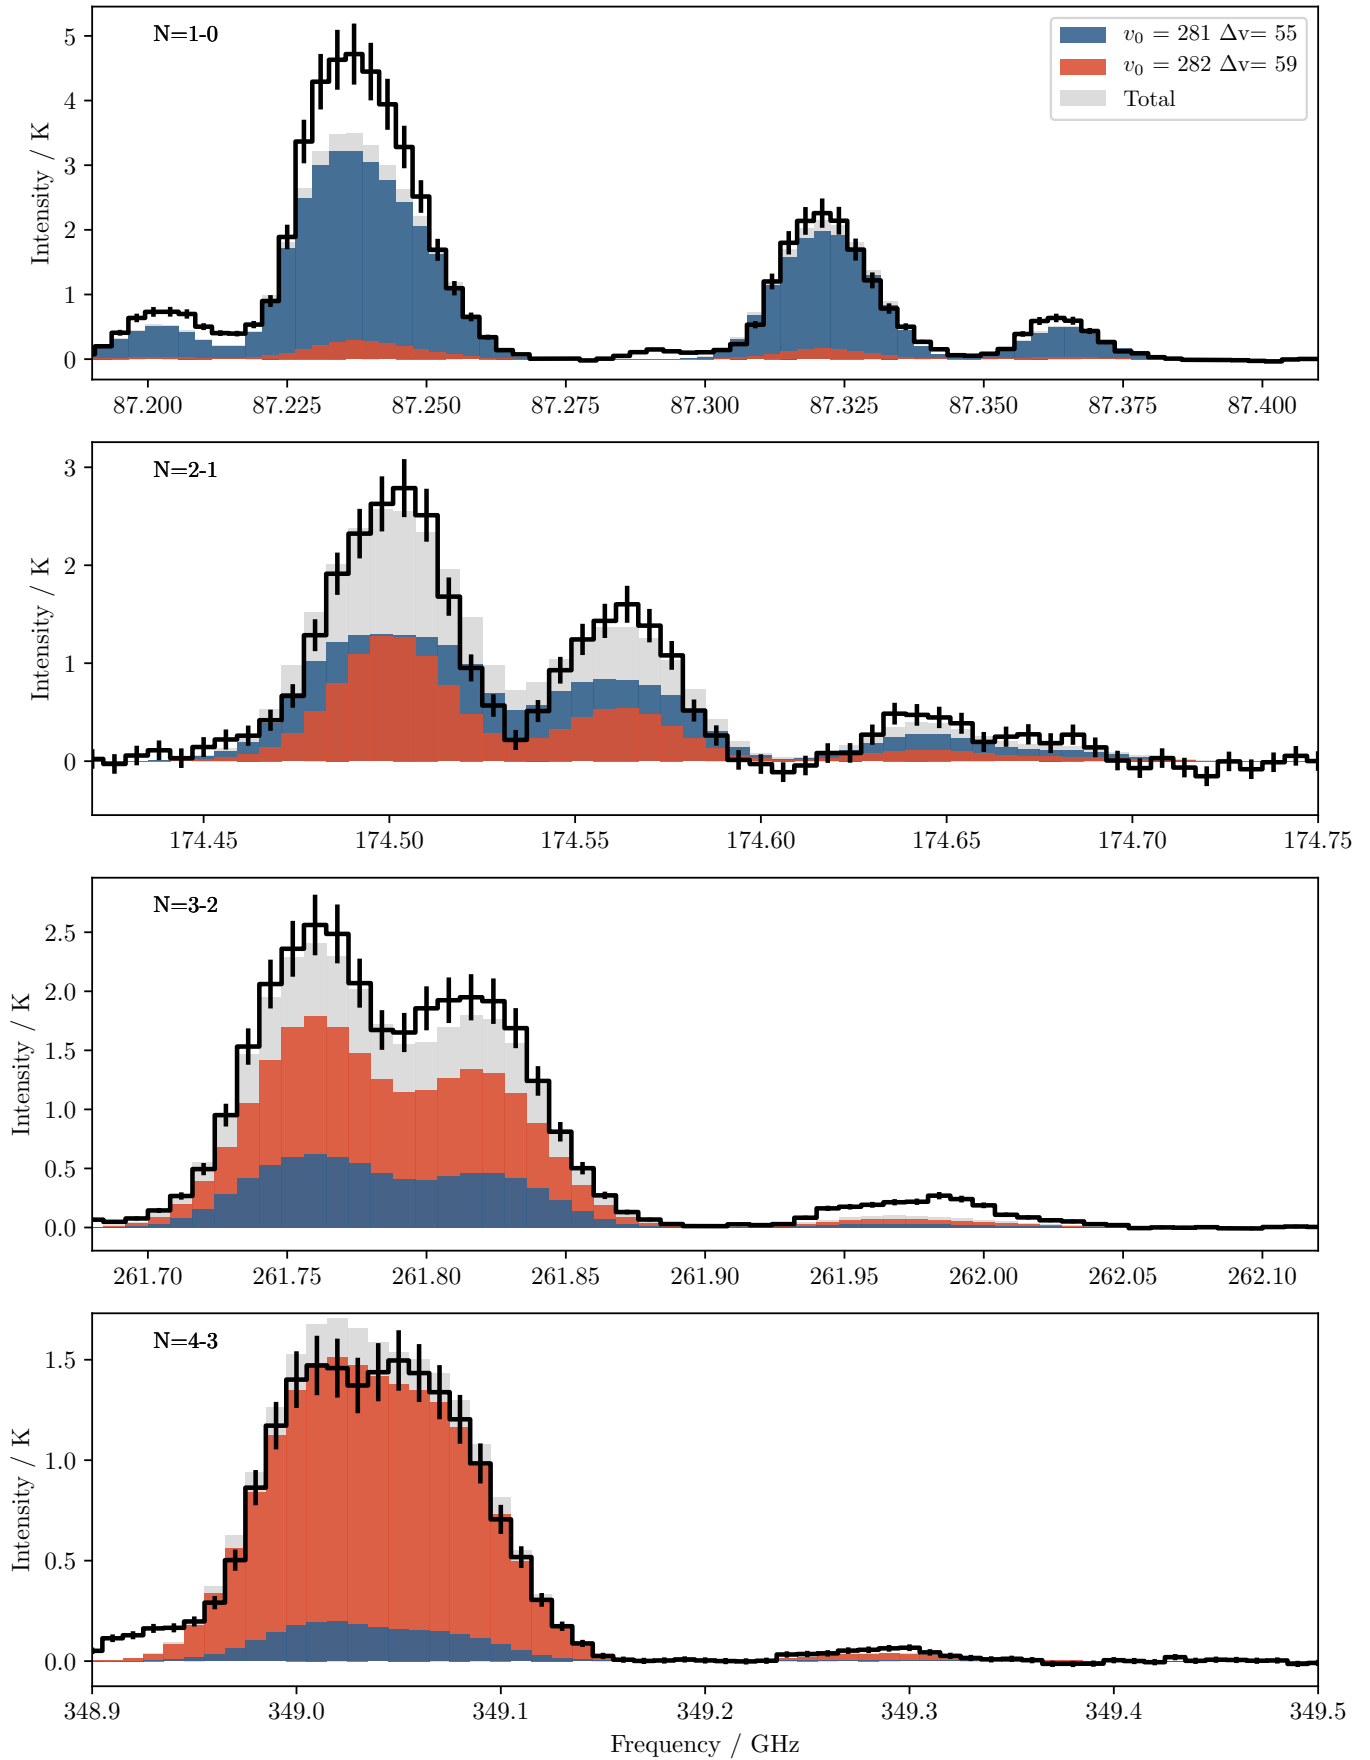 N=1-0
v₀ = 281 Δv= 55
v₀ = 282 Δv= 59
Total
Intensity / K
5
4
3
2
1
0
87.200 87.225 87.250 87.275 87.300 87.325 87.350 87.375 87.400
N=2-1
Intensity / K
3
2
1
0
174.45 174.50 174.55 174.60 174.65 174.70 174.75
N=3-2
Intensity / K
2.5
2.0
1.5
1.0
0.5
0.0
261.70 261.75 261.80 261.85 261.90 261.95 262.00 262.05 262.10
N=4-3
Intensity / K
1.5
1.0
0.5
0.0
348.9 349.0 349.1 349.2 349.3 349.4 349.5
Frequency / GHz